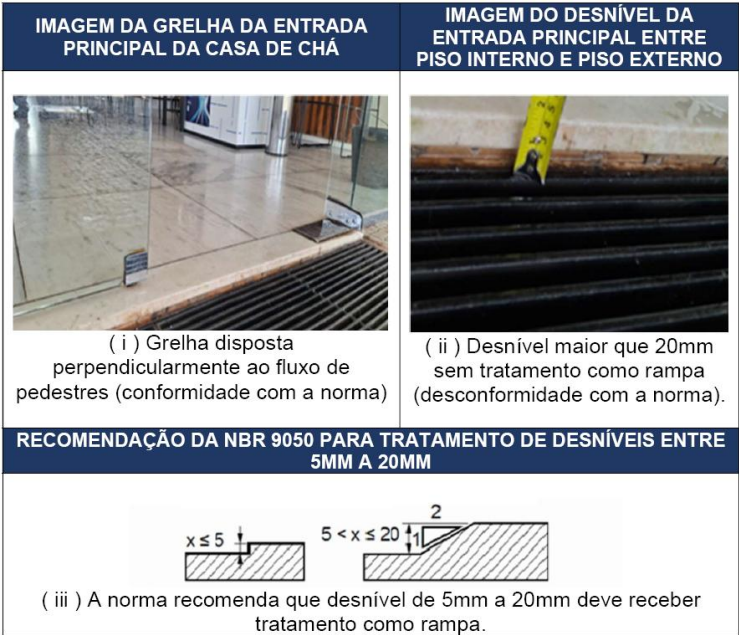 IMAGEM DA GRELHA DA ENTRADA
PRINCIPAL DA CASA DE CHÁ
IMAGEM DO DESNÍVEL DA
ENTRADA PRINCIPAL ENTRE
PISO INTERNO E PISO EXTERNO
( i ) Grelha disposta
perpendicularmente ao fluxo de
pedestres (conformidade com a norma)
( ii ) Desnível maior que 20mm
sem tratamento como rampa
(desconformidade com a norma).
RECOMENDAÇÃO DA NBR 9050 PARA TRATAMENTO DE DESNÍVEIS ENTRE
5MM A 20MM
x ≤ 5
5 < x ≤ 20
1
2
( iii ) A norma recomenda que desnível de 5mm a 20mm deve receber
tratamento como rampa.